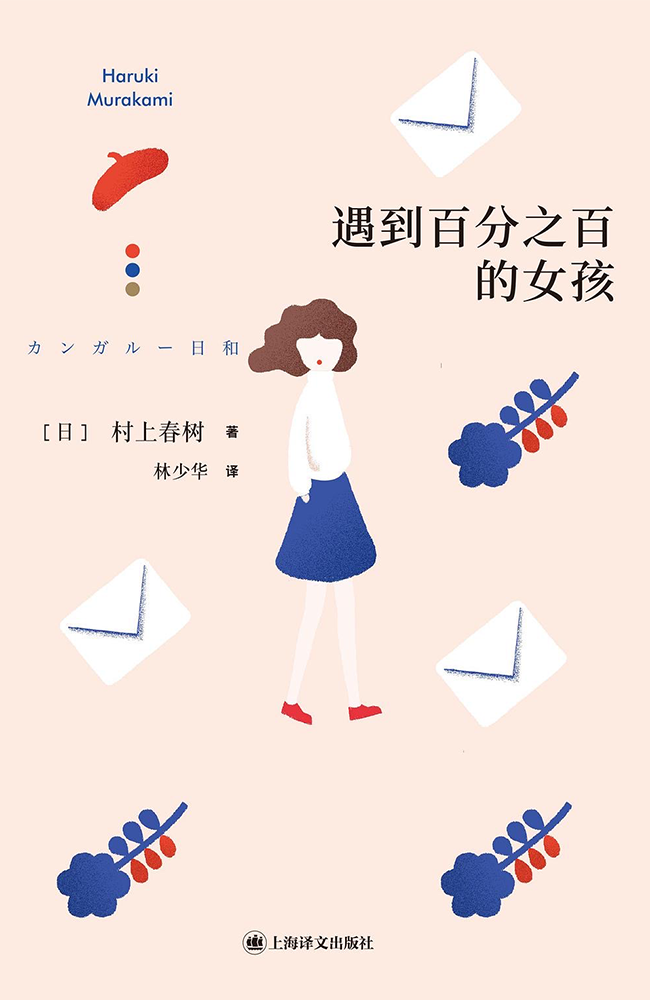 Haruki
Murakami
遇到百分之百
的女孩
カンガルー日和
[日] 村上春树 著
林少华 译
上海译文出版社